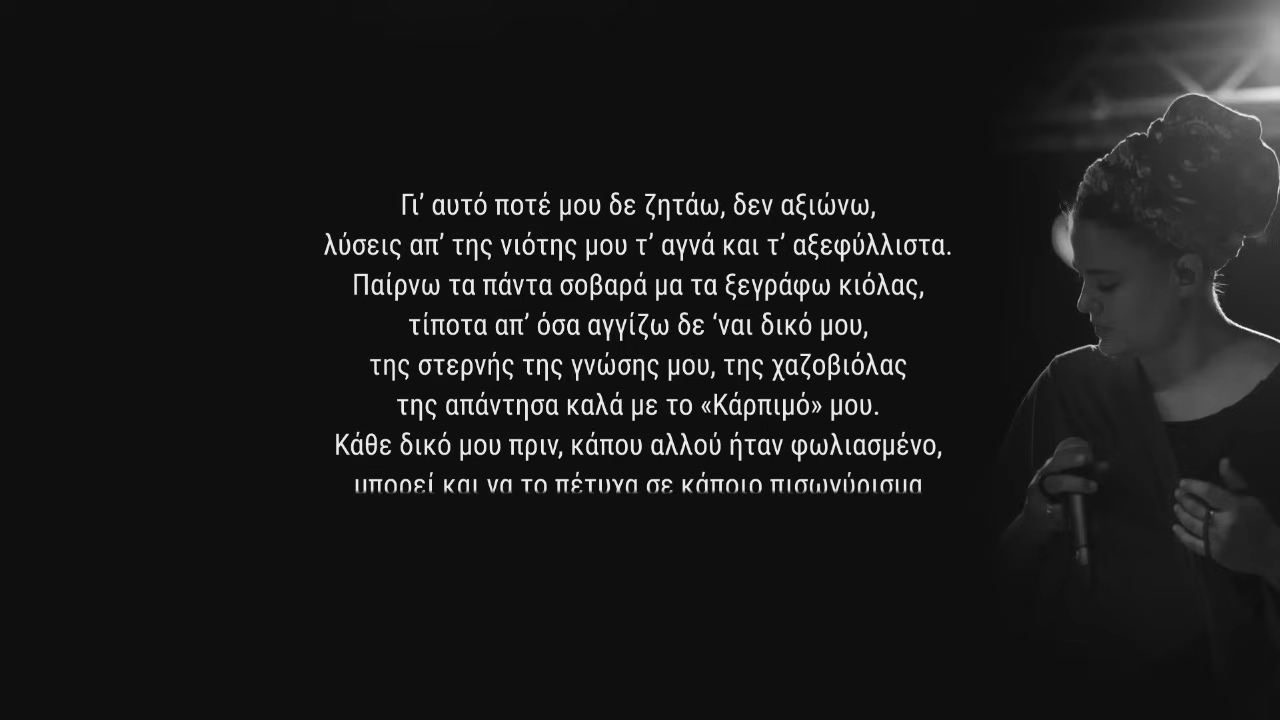 Γι’ αυτό ποτέ μου δε ζητάω, δεν αξιώνω,
λύσεις απ’ της νιότης μου τ’ αγνά και τ’ αξεφύλλιστα.
Παίρνω τα πάντα σοβαρά μα τα ξεγράφω κιόλας,
τίποτα απ’ όσα αγγίζω δε ‘ναι δικό μου,
της στερνής της γνώσης μου, της χαζοβιόλας
της απάντησα καλά με το «Κάρπιμό» μου.
Κάθε δικό μου πριν, κάπου αλλού ήταν φωλιασμένο,
μπορεί και να το πέτυχα σε κάποιο πισωγύρισμα